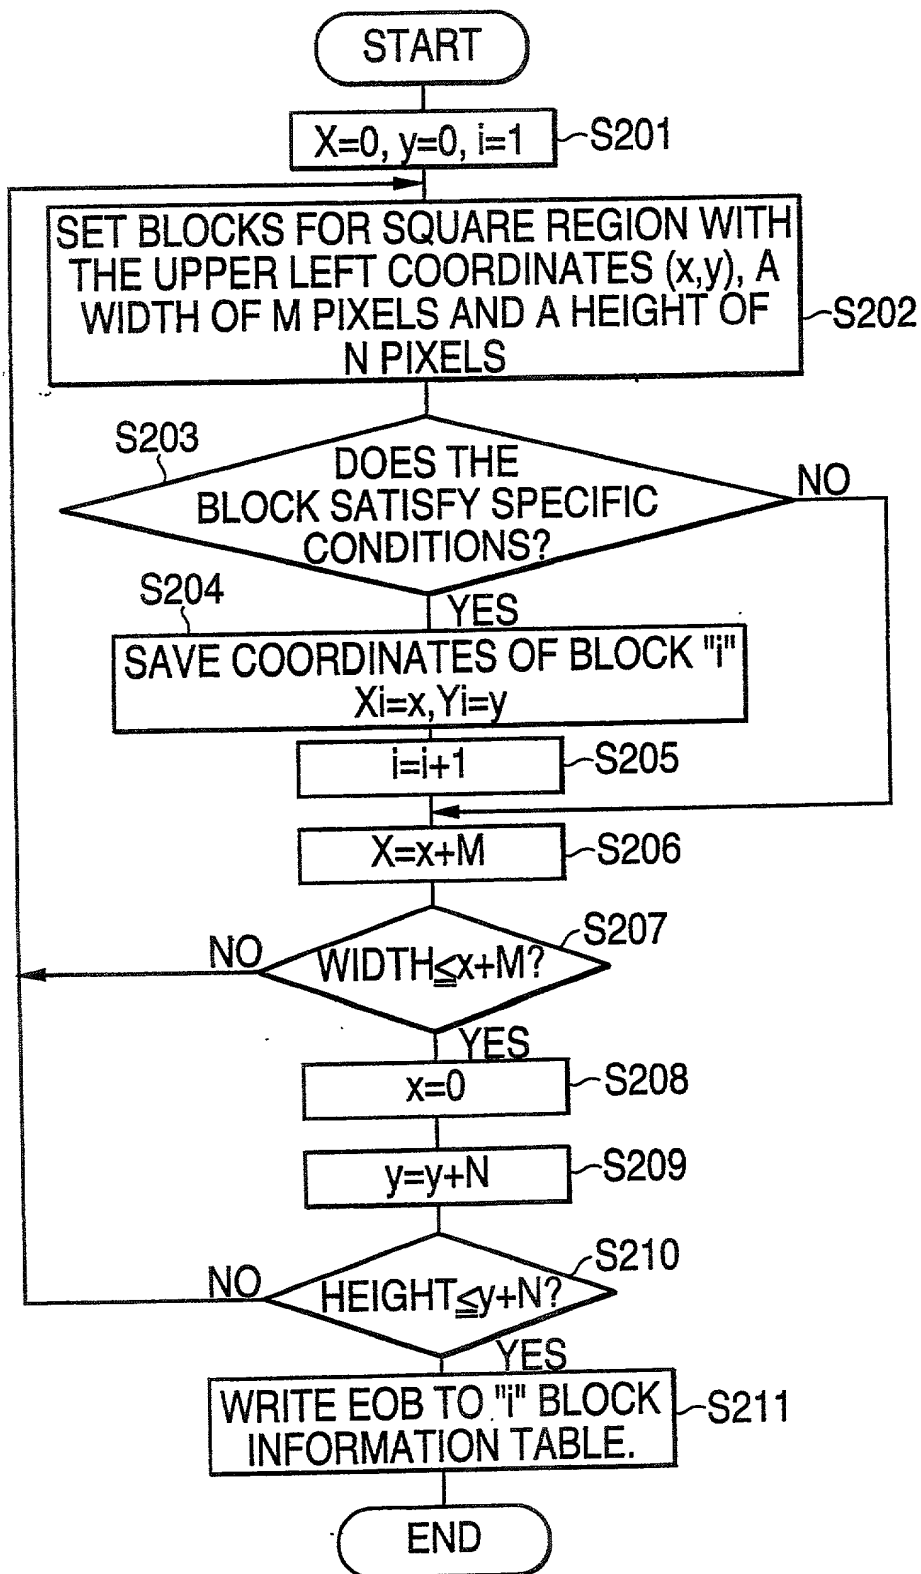 START
X=0, y=0, i=1
S201
SET BLOCKS FOR SQUARE REGION WITH
THE UPPER LEFT COORDINATES (x,y), A
WIDTH OF M PIXELS AND A HEIGHT OF
N PIXELS
S202
S203
DOES THE
BLOCK SATISFY SPECIFIC
CONDITIONS?
NO
YES
S204
SAVE COORDINATES OF BLOCK "i"
Xi=x,Yi=y
i=i+1
S205
X=x+M
S206
S207
WIDTH≦x+M?
NO
YES
x=0
S208
y=y+N
S209
S210
HEIGHT≦y+N?
NO
YES
WRITE EOB TO "i" BLOCK
INFORMATION TABLE.
S211
END